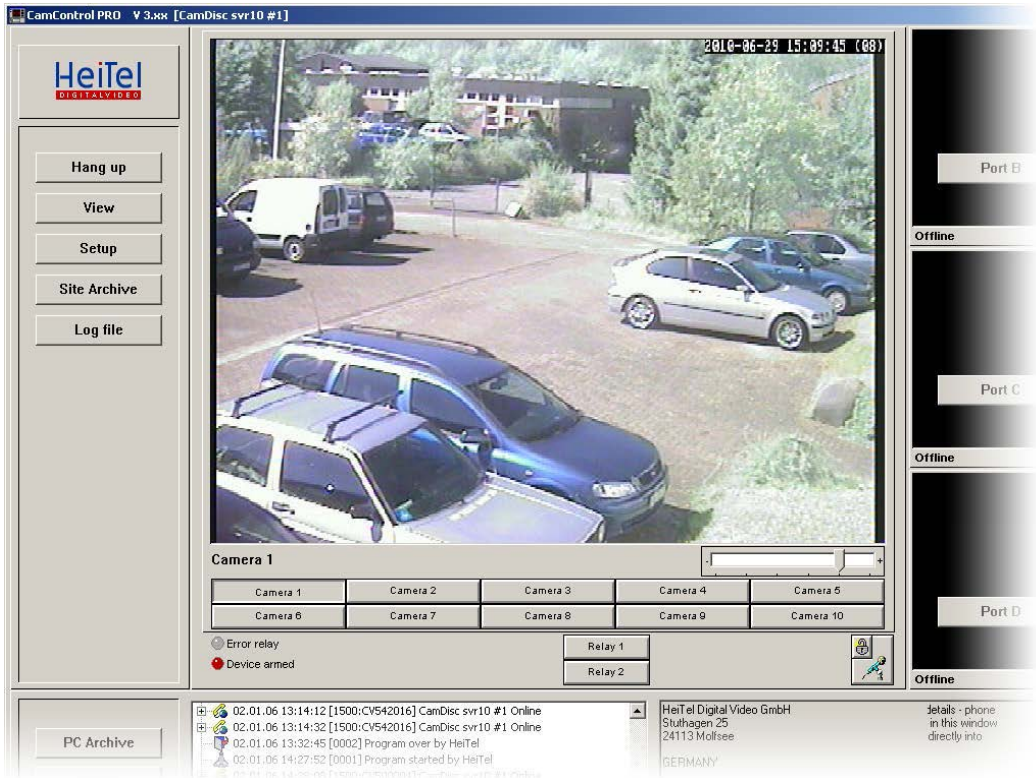 CamControl PRO V 3.xx [CamDisc svr10 #1]
HeiTel
DIGITALVIDEO
Hang up
View
Setup
Site Archive
Log file
2010-06-29 15:09:45 (08)
Port B
Offline
Port C
Offline
Port D
Offline
Camera 1
- +
Camera 1 Camera 2 Camera 3 Camera 4 Camera 5
Camera 6 Camera 7 Camera 8 Camera 9 Camera 10
Error relay
Device armed
Relay 1
Relay 2
PC Archive
02.01.06 13:14:12 [1500:CV542016] CamDisc svr10 #1 Online
02.01.06 13:14:32 [1500:CV542016] CamDisc svr10 #1 Online
02.01.06 13:32:45 [0002] Program over by HeiTel
02.01.06 14:27:52 [0001] Program started by HeiTel
HeiTel Digital Video GmbH
Stuthagen 25
24113 Molfsee
GERMANY
details - phone
in this window
directly into